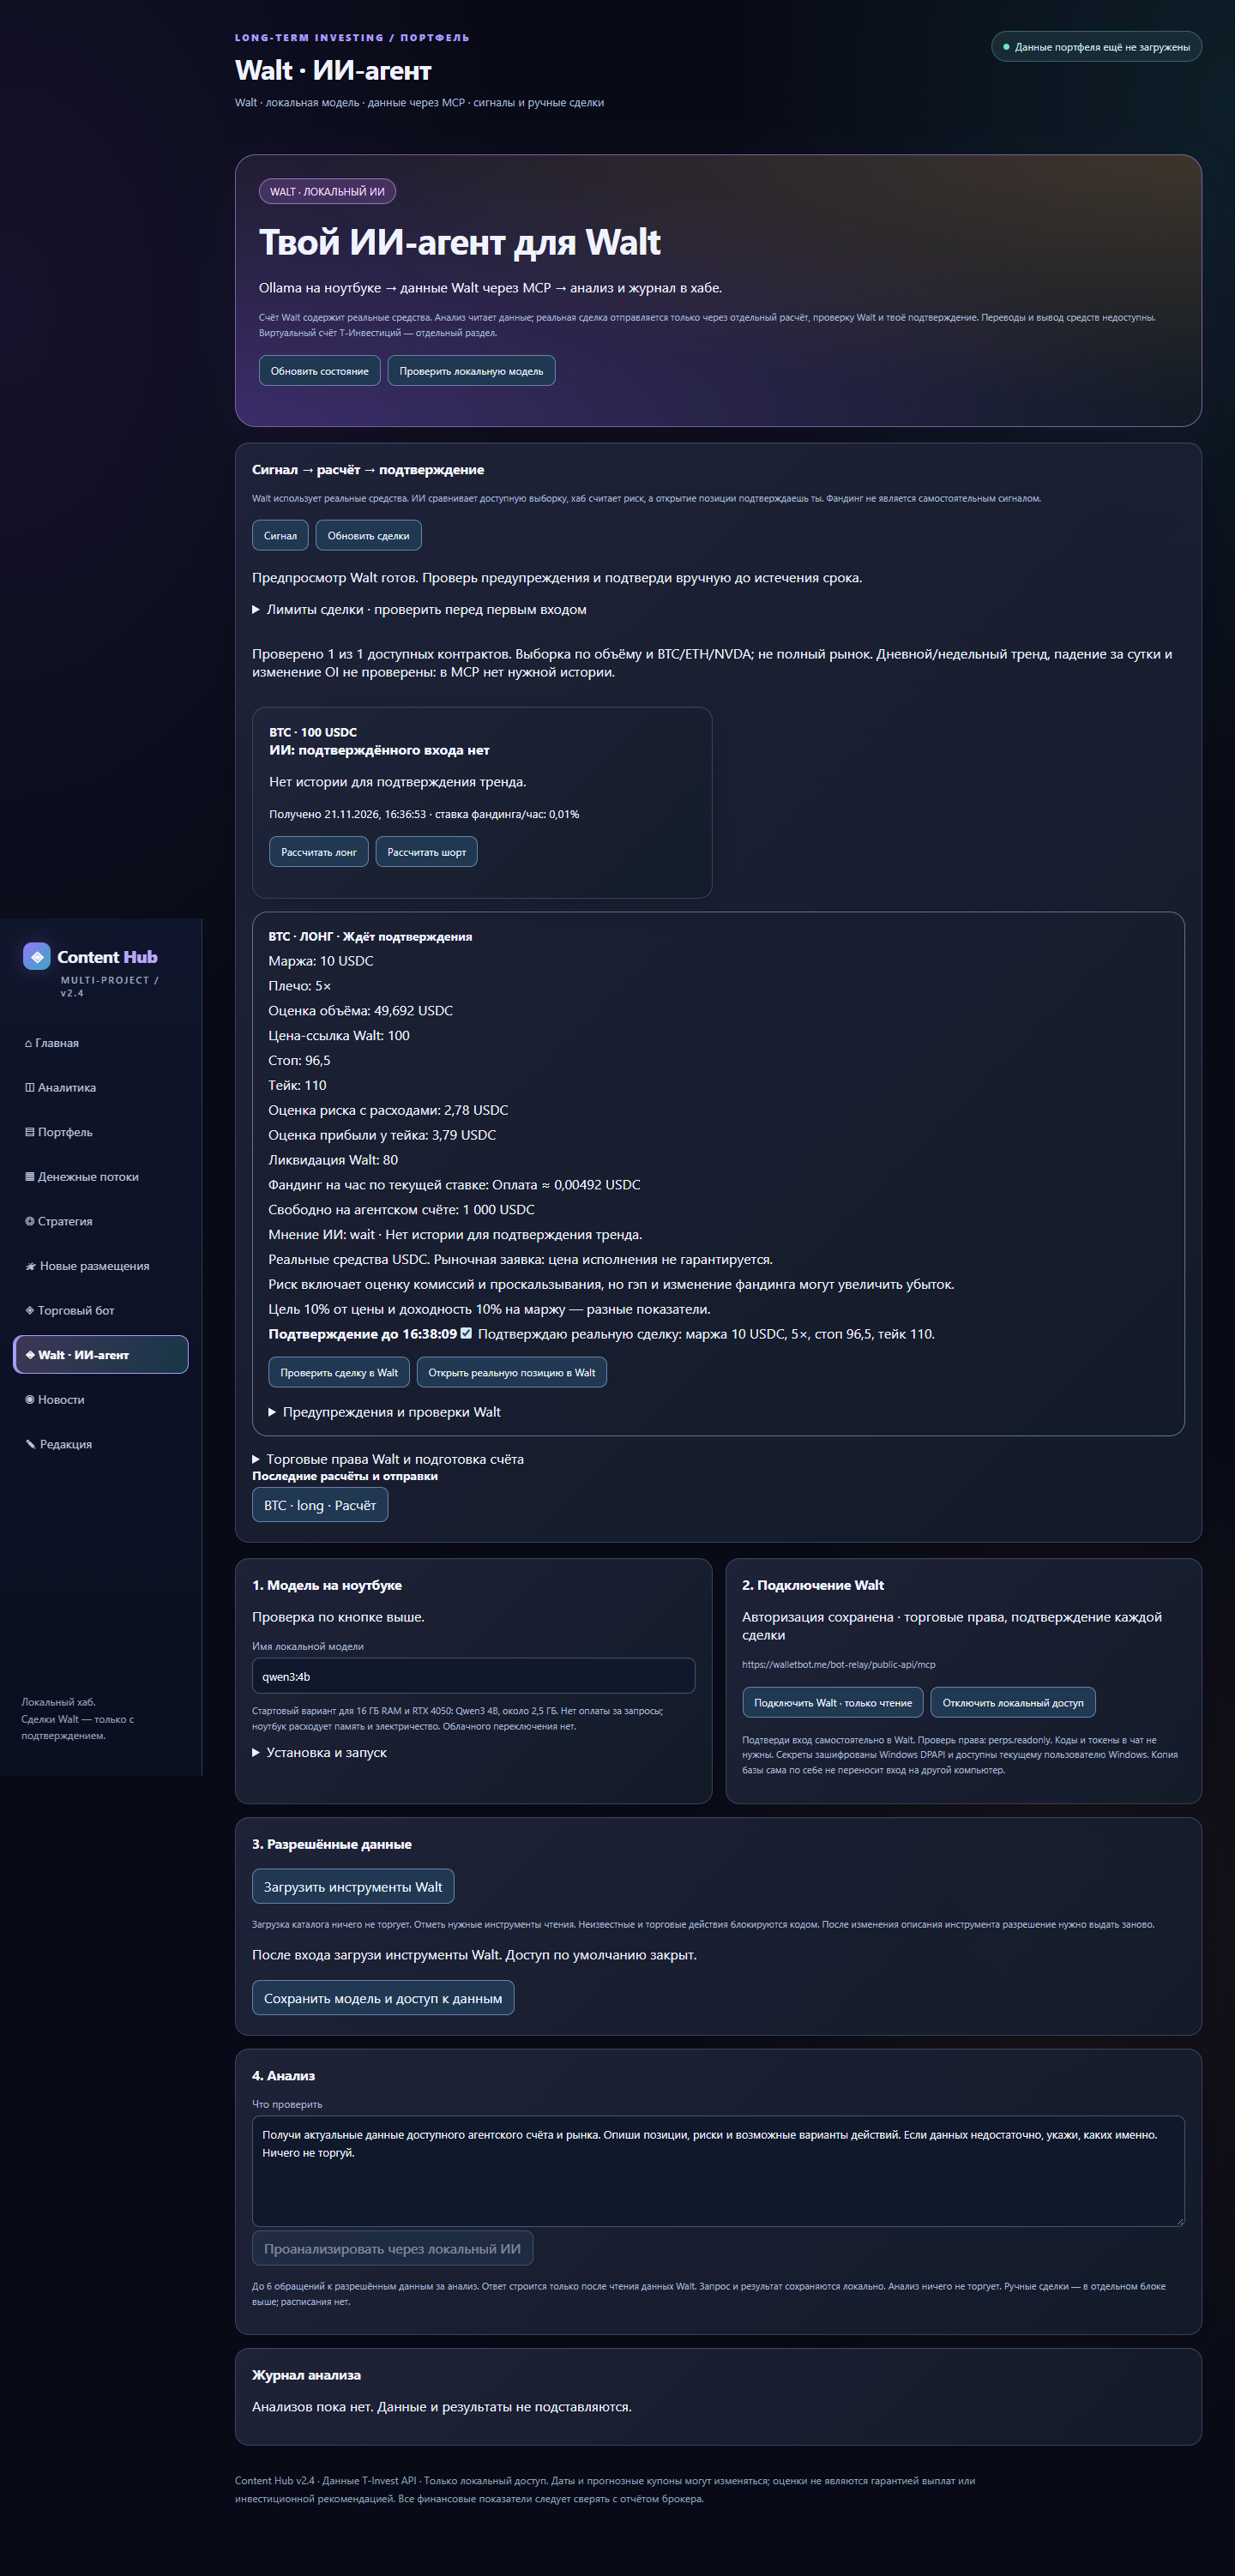 LONG-TERM INVESTING / ПОРТФЕЛЬ
Walt · ИИ-агент
Walt · локальная модель · данные через MCP · сигналы и ручные сделки
Данные портфеля ещё не загружены
WALT · ЛОКАЛЬНЫЙ ИИ
Твой ИИ-агент для Walt
Ollama на ноутбуке → данные Walt через MCP → анализ и журнал в хабе.
Счёт Walt содержит реальные средства. Анализ читает данные; реальная сделка отправляется только через отдельный расчёт, проверку Walt и твоё подтверждение. Переводы и вывод средств недоступны.
Виртуальный счёт Т-Инвестиций — отдельный раздел.
Обновить состояние
Проверить локальную модель
Сигнал → расчёт → подтверждение
Walt использует реальные средства. ИИ сравнивает доступную выборку, хаб считает риск, а открытие позиции подтверждаешь ты. Фандинг не является самостоятельным сигналом.
Сигнал
Обновить сделки
Предпросмотр Walt готов. Проверь предупреждения и подтверди вручную до истечения срока.
▶ Лимиты сделки · проверить перед первым входом
Проверено 1 из 1 доступных контрактов. Выборка по объёму и BTC/ETH/NVDA; не полный рынок. Дневной/недельный тренд, падение за сутки и
изменение OI не проверены: в MCP нет нужной истории.
BTC · 100 USDC
ИИ: подтверждённого входа нет
Нет истории для подтверждения тренда.
Получено 21.11.2026, 16:36:53 · ставка фандинга/час: 0,01%
Рассчитать лонг
Рассчитать шорт
BTC · ЛОНГ · Ждёт подтверждения
Маржа: 10 USDC
Плечо: 5×
Оценка объёма: 49,692 USDC
Цена-ссылка Walt: 100
Стоп: 96,5
Тейк: 110
Оценка риска с расходами: 2,78 USDC
Оценка прибыли у тейка: 3,79 USDC
Ликвидация Walt: 80
Фандинг на час по текущей ставке: Оплата ≈ 0,00492 USDC
Свободно на агентском счёте: 1 000 USDC
Мнение ИИ: wait · Нет истории для подтверждения тренда.
Реальные средства USDC. Рыночная заявка: цена исполнения не гарантируется.
Риск включает оценку комиссий и проскальзывания, но гэп и изменение фандинга могут увеличить убыток.
Цель 10% от цены и доходность 10% на маржу — разные показатели.
Подтверждение до 16:38:09 Подтверждаю реальную сделку: маржа 10 USDC, 5×, стоп 96,5, тейк 110.
Проверить сделку в Walt
Открыть реальную позицию в Walt
▶ Предупреждения и проверки Walt
▶ Торговые права Walt и подготовка счёта
Последние расчёты и отправки
BTC · long · Расчёт
Content Hub
MULTI-PROJECT /
v2.4
Главная
Аналитика
Портфель
Денежные потоки
Стратегия
Новые размещения
Торговый бот
Walt · ИИ-агент
Новости
Редакция
Локальный хаб.
Сделки Walt — только с
подтверждением.
1. Модель на ноутбуке
Проверка по кнопке выше.
Имя локальной модели
qwen3:4b
Стартовый вариант для 16 ГБ RAM и RTX 4050: Qwen3 4B, около 2,5 ГБ. Нет оплаты за запросы;
ноутбук расходует память и электричество. Облачного переключения нет.
▶ Установка и запуск
2. Подключение Walt
Авторизация сохранена · торговые права, подтверждение каждой
сделки
https://walletbot.me/bot-relay/public-api/mcp
Подключить Walt · только чтение
Отключить локальный доступ
Подтверди вход самостоятельно в Walt. Проверь права: perps.readonly. Коды и токены в чат не
нужны. Секреты зашифрованы Windows DPAPI и доступны текущему пользователю Windows. Копия
базы сама по себе не переносит вход на другой компьютер.
3. Разрешённые данные
Загрузить инструменты Walt
Загрузка каталога ничего не торгует. Отметь нужные инструменты чтения. Неизвестные и торговые действия блокируются кодом. После изменения описания инструмента разрешение нужно выдать заново.
После входа загрузи инструменты Walt. Доступ по умолчанию закрыт.
Сохранить модель и доступ к данным
4. Анализ
Что проверить
Получи актуальные данные доступного агентского счёта и рынка. Опиши позиции, риски и возможные варианты действий. Если данных недостаточно, укажи, каких именно.
Ничего не торгуй.
Проанализировать через локальный ИИ
До 6 обращений к разрешённым данным за анализ. Ответ строится только после чтения данных Walt. Запрос и результат сохраняются локально. Анализ ничего не торгует. Ручные сделки — в отдельном блоке
выше; расписания нет.
Журнал анализа
Анализов пока нет. Данные и результаты не подставляются.
Content Hub v2.4 · Данные T-Invest API · Только локальный доступ. Даты и прогнозные купоны могут изменяться; оценки не являются гарантией выплат или
инвестиционной рекомендацией. Все финансовые показатели следует сверять с отчётом брокера.